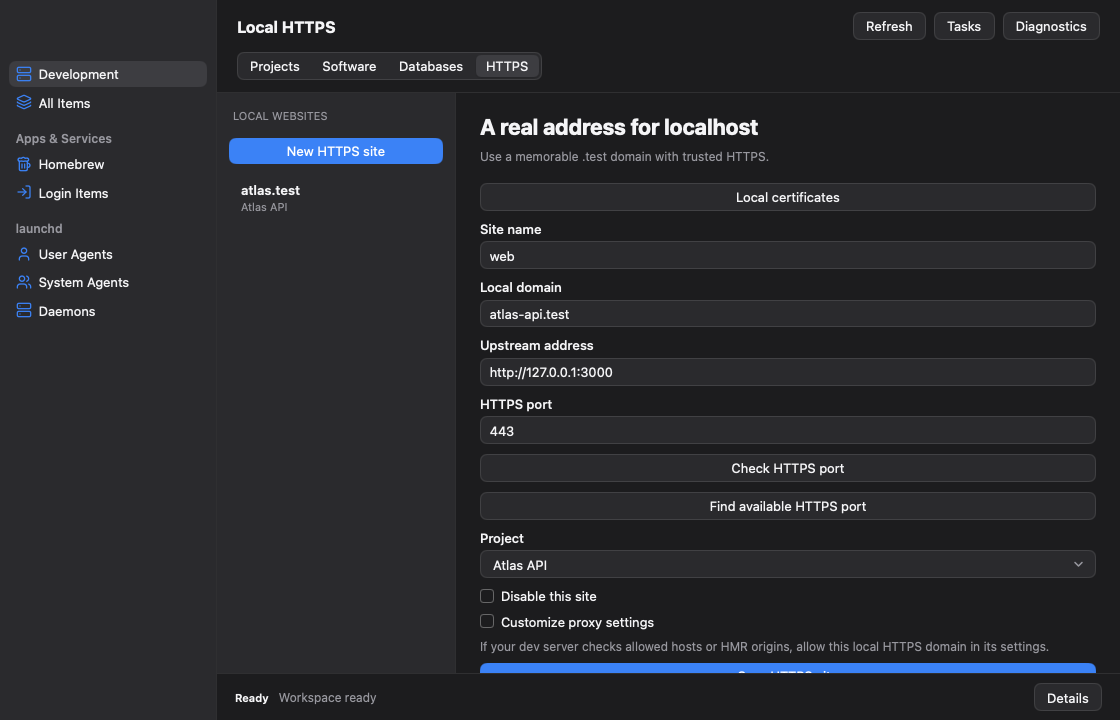 Local HTTPS
Refresh
Tasks
Diagnostics
Projects
Software
Databases
HTTPS
Development
All Items
Apps & Services
Homebrew
Login Items
launchd
User Agents
System Agents
Daemons
LOCAL WEBSITES
New HTTPS site
atlas.test
Atlas API
A real address for localhost
Use a memorable .test domain with trusted HTTPS.
Local certificates
Site name
web
Local domain
atlas-api.test
Upstream address
http://127.0.0.1:3000
HTTPS port
443
Check HTTPS port
Find available HTTPS port
Project
Atlas API
Disable this site
Customize proxy settings
If your dev server checks allowed hosts or HMR origins, allow this local HTTPS domain in its settings.
Ready
Workspace ready
Details